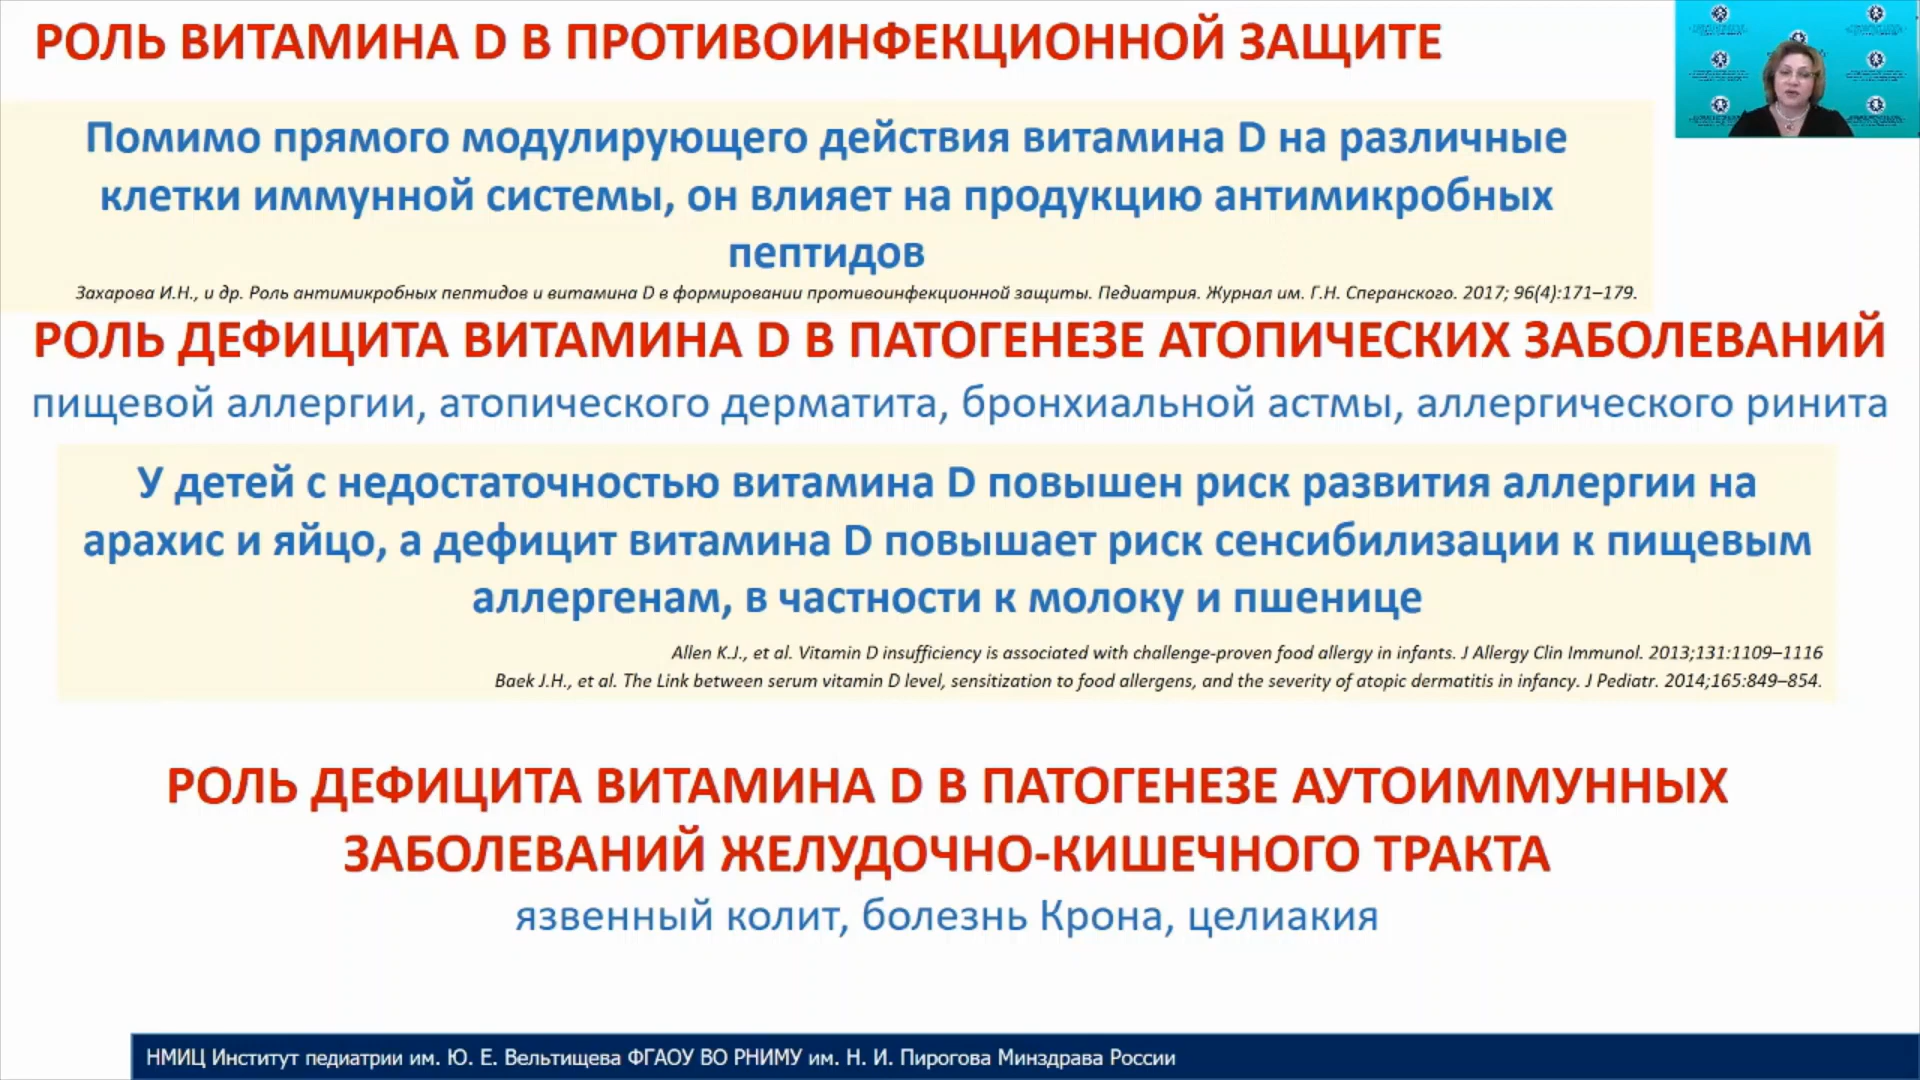 РОЛЬ ВИТАМИНА D В ПРОТИВОИНФЕКЦИОННОЙ ЗАЩИТЕ
Помимо прямого модулирующего действия витамина D на различные
клетки иммунной системы, он влияет на продукцию антимикробных
пептидов
Захарова И.Н., и др. Роль антимикробных пептидов и витамина D в формировании противоинфекционной защиты. Педиатрия. Журнал им. Г.Н. Сперанского. 2017; 96(4):171–179.
РОЛЬ ДЕФИЦИТА ВИТАМИНА D В ПАТОГЕНЕЗЕ АТОПИЧЕСКИХ ЗАБОЛЕВАНИЙ
пищевой аллергии, атопического дерматита, бронхиальной астмы, аллергического ринита
У детей с недостаточностью витамина D повышен риск развития аллергии на
арахис и яйцо, а дефицит витамина D повышает риск сенсибилизации к пищевым
аллергенам, в частности к молоку и пшенице
Allen K.J., et al. Vitamin D insufficiency is associated with challenge-proven food allergy in infants. J Allergy Clin Immunol. 2013;131:1109–1116
Baek J.H., et al. The Link between serum vitamin D level, sensitization to food allergens, and the severity of atopic dermatitis in infancy. J Pediatr. 2014;165:849–854.
РОЛЬ ДЕФИЦИТА ВИТАМИНА D В ПАТОГЕНЕЗЕ АУТОИММУННЫХ
ЗАБОЛЕВАНИЙ ЖЕЛУДОЧНО-КИШЕЧНОГО ТРАКТА
язвенный колит, болезнь Крона, целиакия
НМИЦ Институт педиатрии им. Ю. Е. Вельтищева ФГАОУ ВО РНИМУ им. Н. И. Пирогова Минздрава России